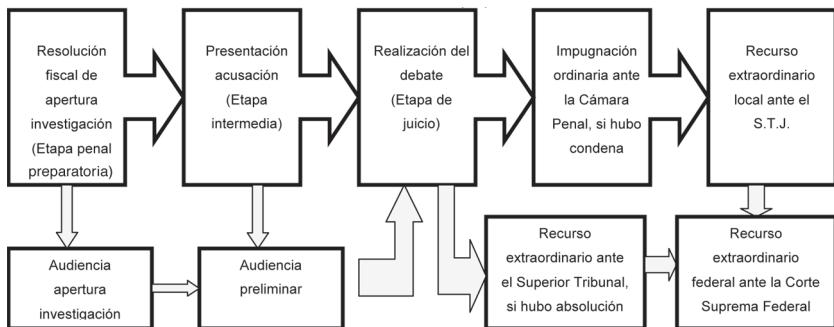 Resolución
fiscal de
apertura
investigación
(Etapa penal
preparatoria)
Presentación
acusación
(Etapa
intermedia)
Realización del
debate
(Etapa de
juicio)
Impugnación
ordinaria ante
la Cámara
Penal, si hubo
condena
Recurso
extraordinario
local ante el
S.T.J.
Audiencia
apertura
investigación
Audiencia
preliminar
Recurso
extraordinario ante
el Superior Tribunal,
si hubo absolución
Recurso
extraordinario
federal ante la Corte
Suprema Federal